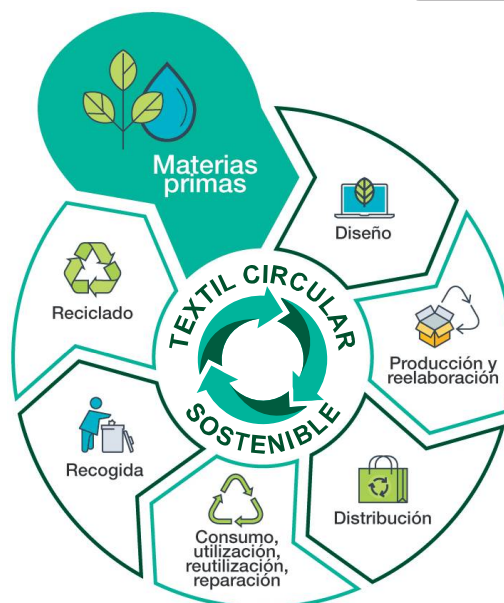 Materias
primas
Diseño
Producción y
reelaboración
Distribución
Consumo,
utilización,
reutilización,
reparación
Recogida
Reciclado
TEXTIL CIRCULAR
SOSTENIBLE